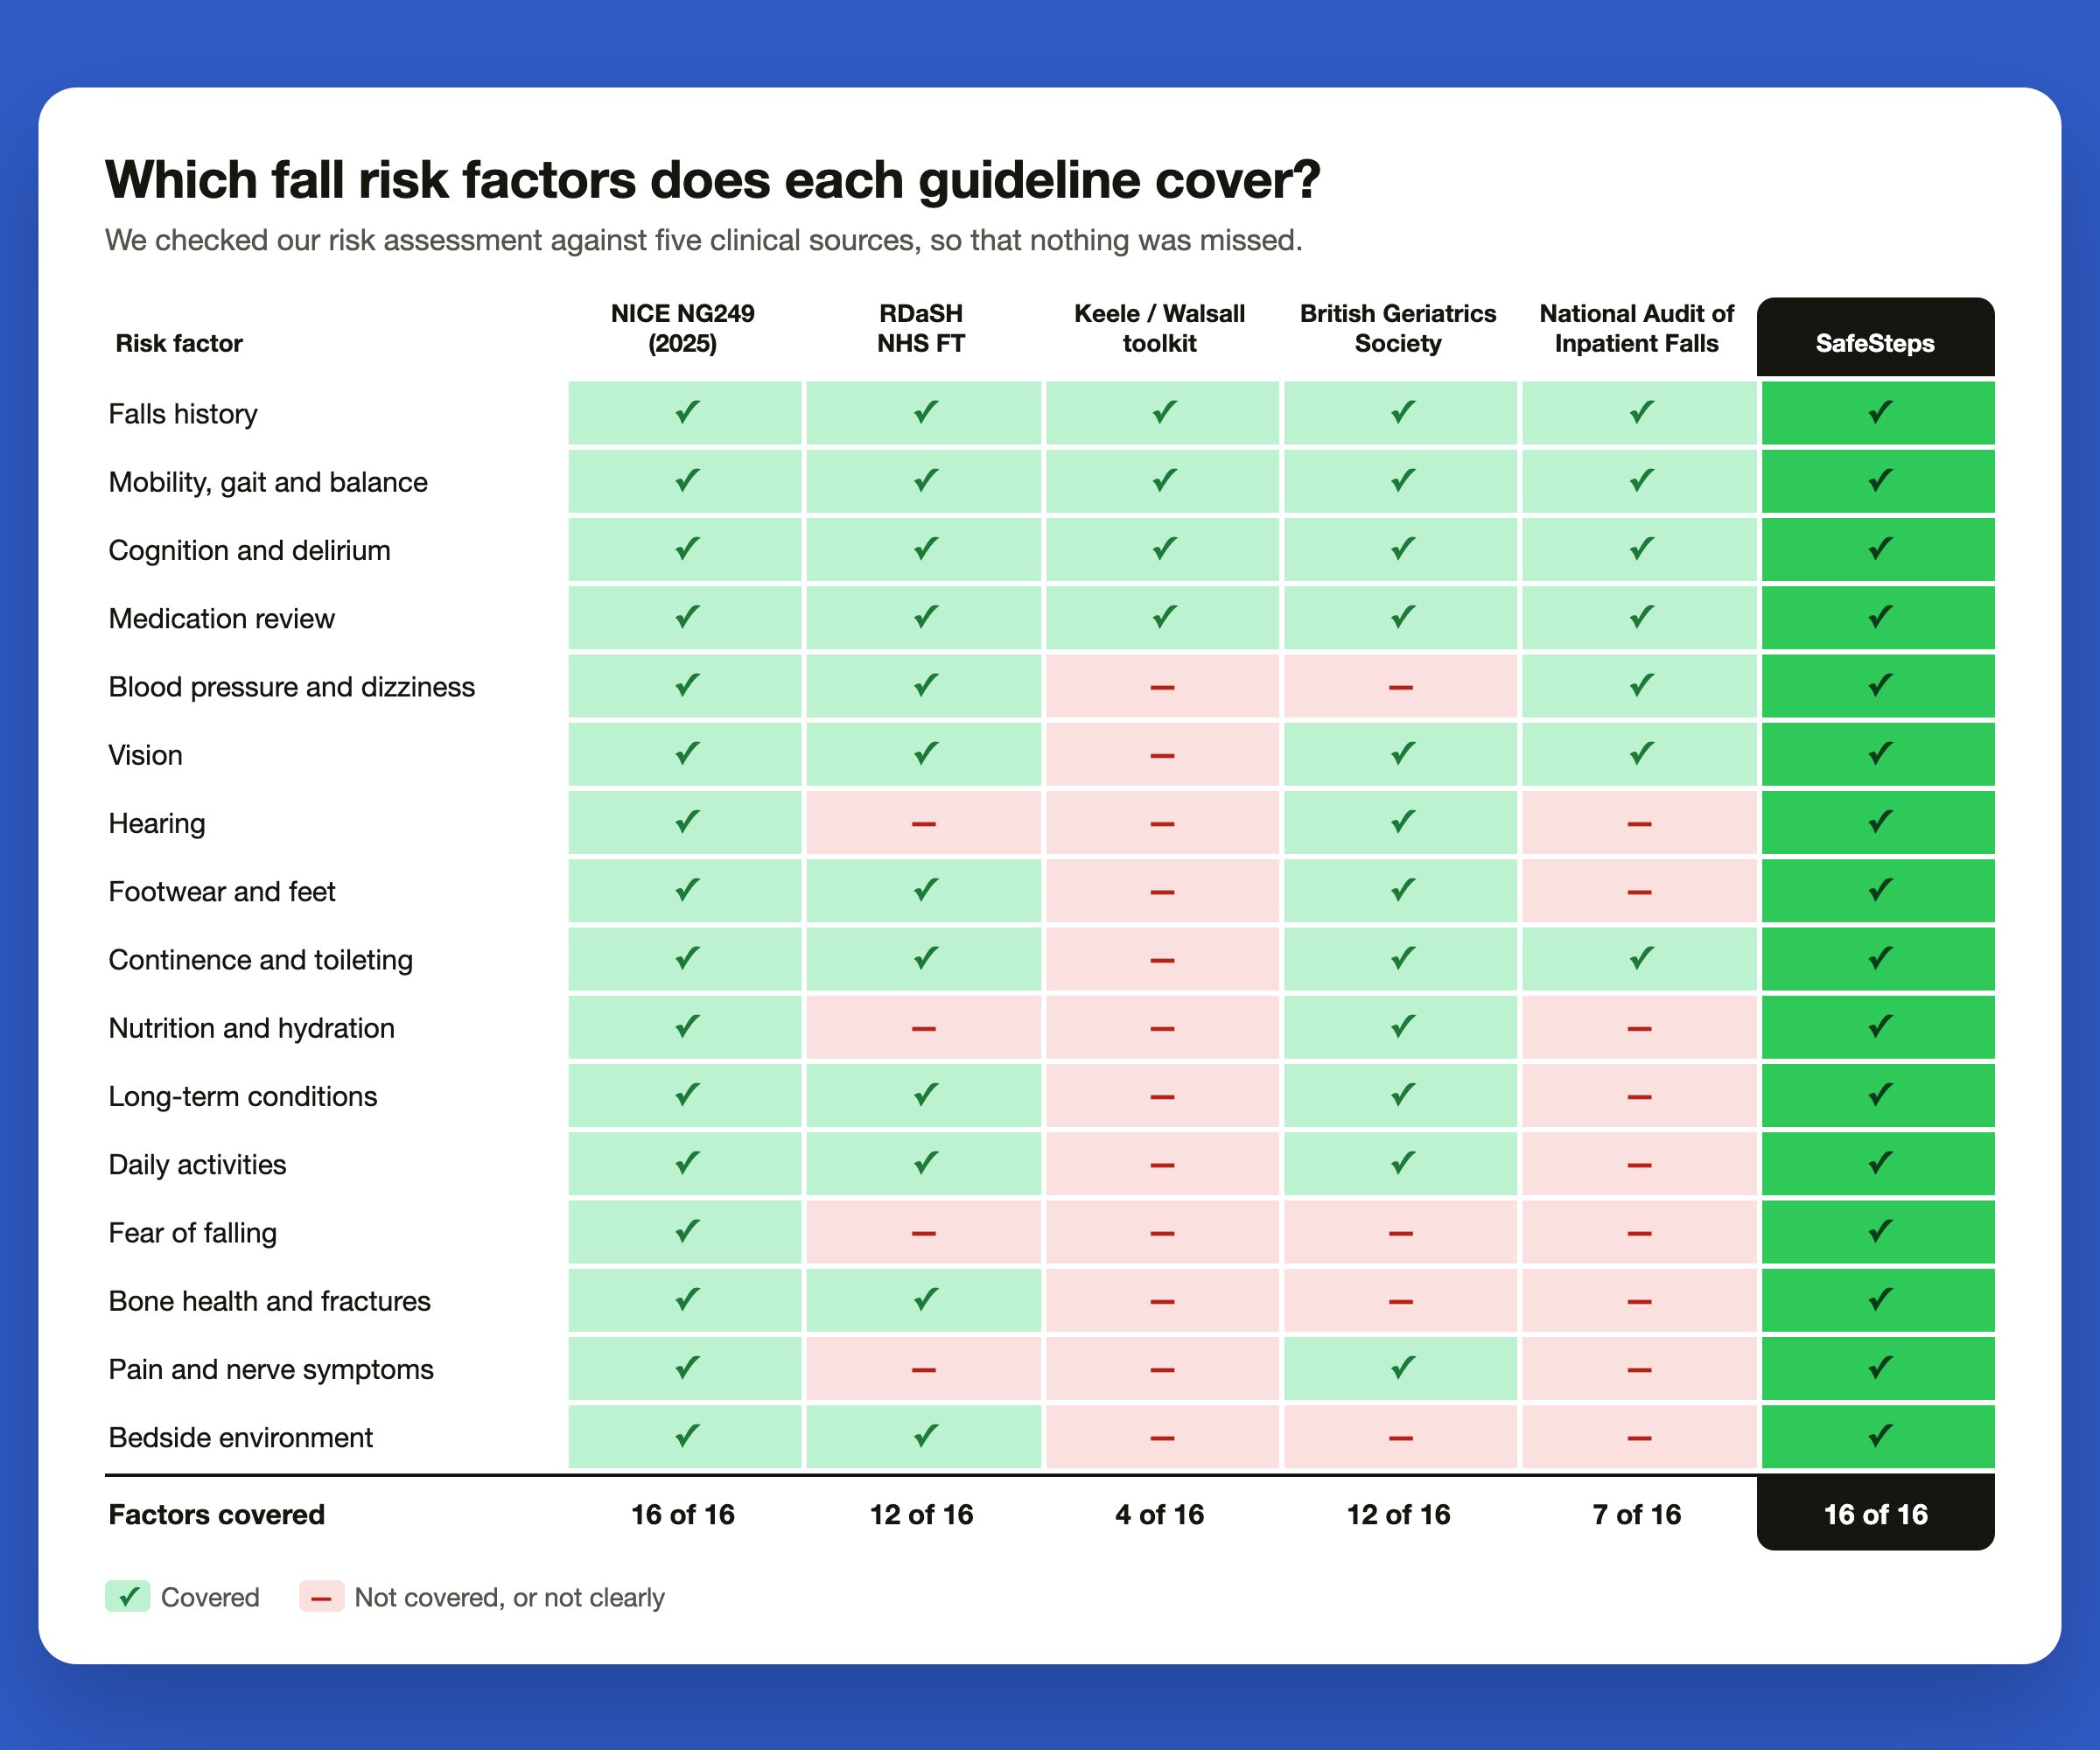 Which fall risk factors does each guideline cover?
We checked our risk assessment against five clinical sources, so that nothing was missed.
Risk factor NICE NG249 (2025) RDaSH NHS FT Keele / Walsall toolkit British Geriatrics Society National Audit of Inpatient Falls SafeSteps
Falls history ✓ ✓ ✓ ✓ ✓ ✓
Mobility, gait and balance ✓ ✓ ✓ ✓ ✓ ✓
Cognition and delirium ✓ ✓ ✓ ✓ ✓ ✓
Medication review ✓ ✓ ✓ ✓ ✓ ✓
Blood pressure and dizziness ✓ ✓ – – ✓ ✓
Vision ✓ ✓ – ✓ ✓ ✓
Hearing ✓ – – ✓ – ✓
Footwear and feet ✓ ✓ – ✓ – ✓
Continence and toileting ✓ ✓ – ✓ ✓ ✓
Nutrition and hydration ✓ – – ✓ – ✓
Long-term conditions ✓ ✓ – ✓ – ✓
Daily activities ✓ ✓ – ✓ – ✓
Fear of falling ✓ – – – – ✓
Bone health and fractures ✓ ✓ – – – ✓
Pain and nerve symptoms ✓ – – ✓ – ✓
Bedside environment ✓ ✓ – – – ✓
Factors covered 16 of 16 12 of 16 4 of 16 12 of 16 7 of 16 16 of 16
✓ Covered – Not covered, or not clearly